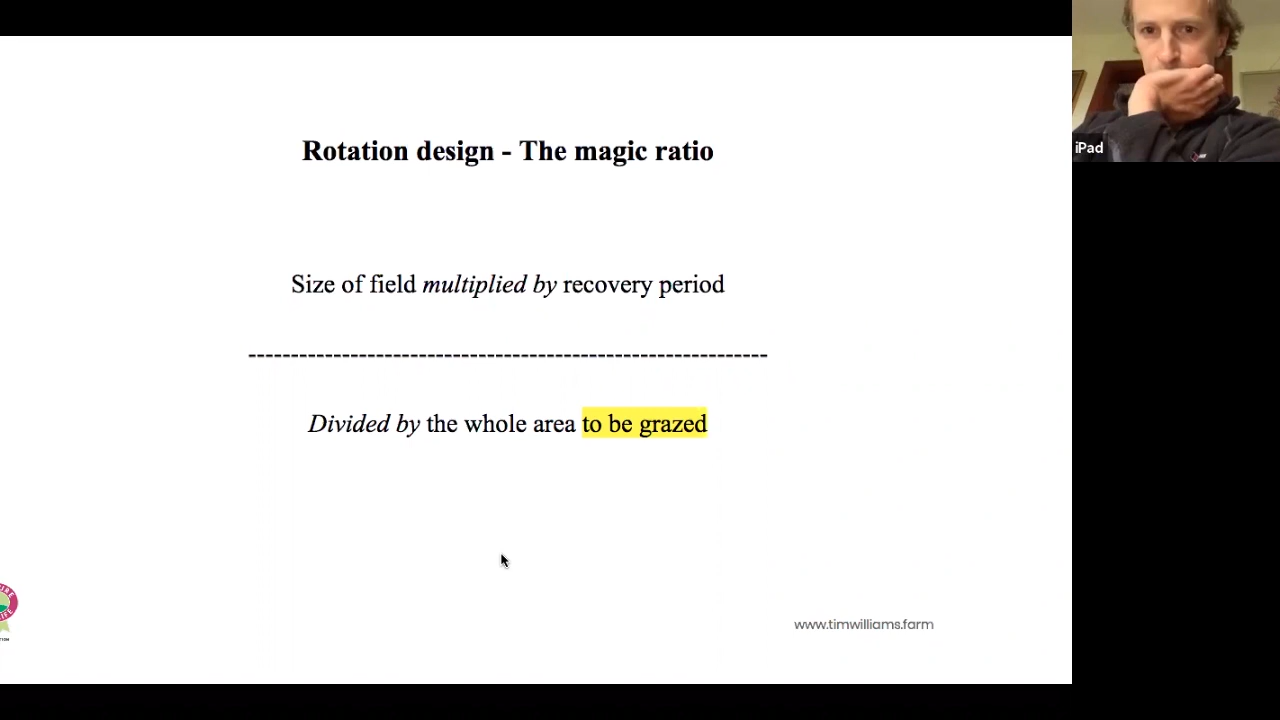 Rotation design - The magic ratio
Size of field multiplied by recovery period
--------------------------------------------------------------
Divided by the whole area to be grazed
www.timwilliams.farm
iPad